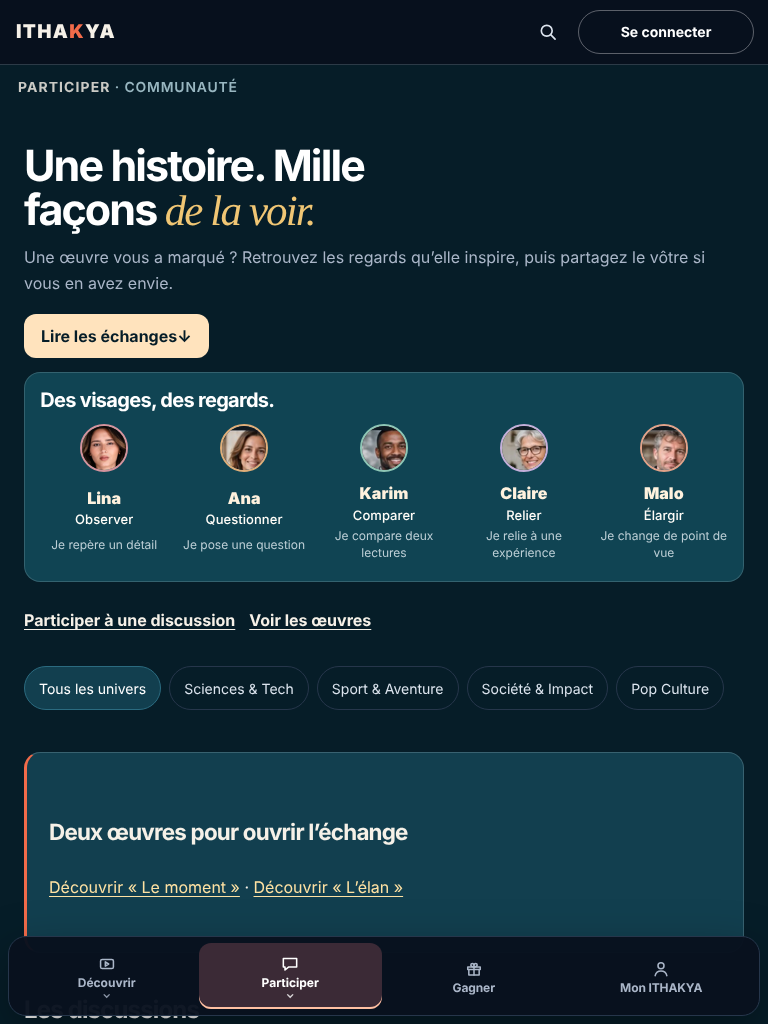 ITHAKYA
Se connecter
PARTICIPER · COMMUNAUTÉ
Une histoire. Mille
façons de la voir.
Une œuvre vous a marqué ? Retrouvez les regards qu’elle inspire, puis partagez le vôtre si
vous en avez envie.
Lire les échanges↓
Des visages, des regards.
Lina
Observer
Je repère un détail
Ana
Questionner
Je pose une question
Karim
Comparer
Je compare deux
lectures
Claire
Relier
Je relie à une
expérience
Malo
Élargir
Je change de point de
vue
Participer à une discussion Voir les œuvres
Tous les univers Sciences & Tech Sport & Aventure Société & Impact Pop Culture
Deux œuvres pour ouvrir l’échange
Découvrir « Le moment » · Découvrir « L’élan »
Découvrir Participer Gagner Mon ITHAKYA
Les discussions